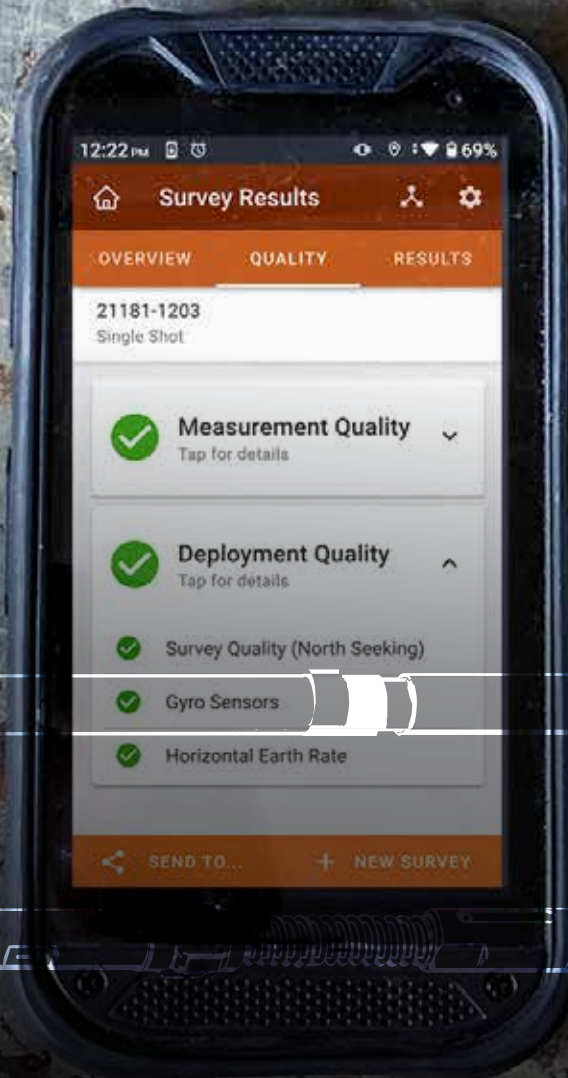 12:22 PM 69%
Survey Results
OVERVIEW QUALITY RESULTS
21181-1203
Single Shot
Measurement Quality
Tap for details
Deployment Quality
Tap for details
Survey Quality (North Seeking)
Gyro Sensors
Horizontal Earth Rate
SEND TO... + NEW SURVEY